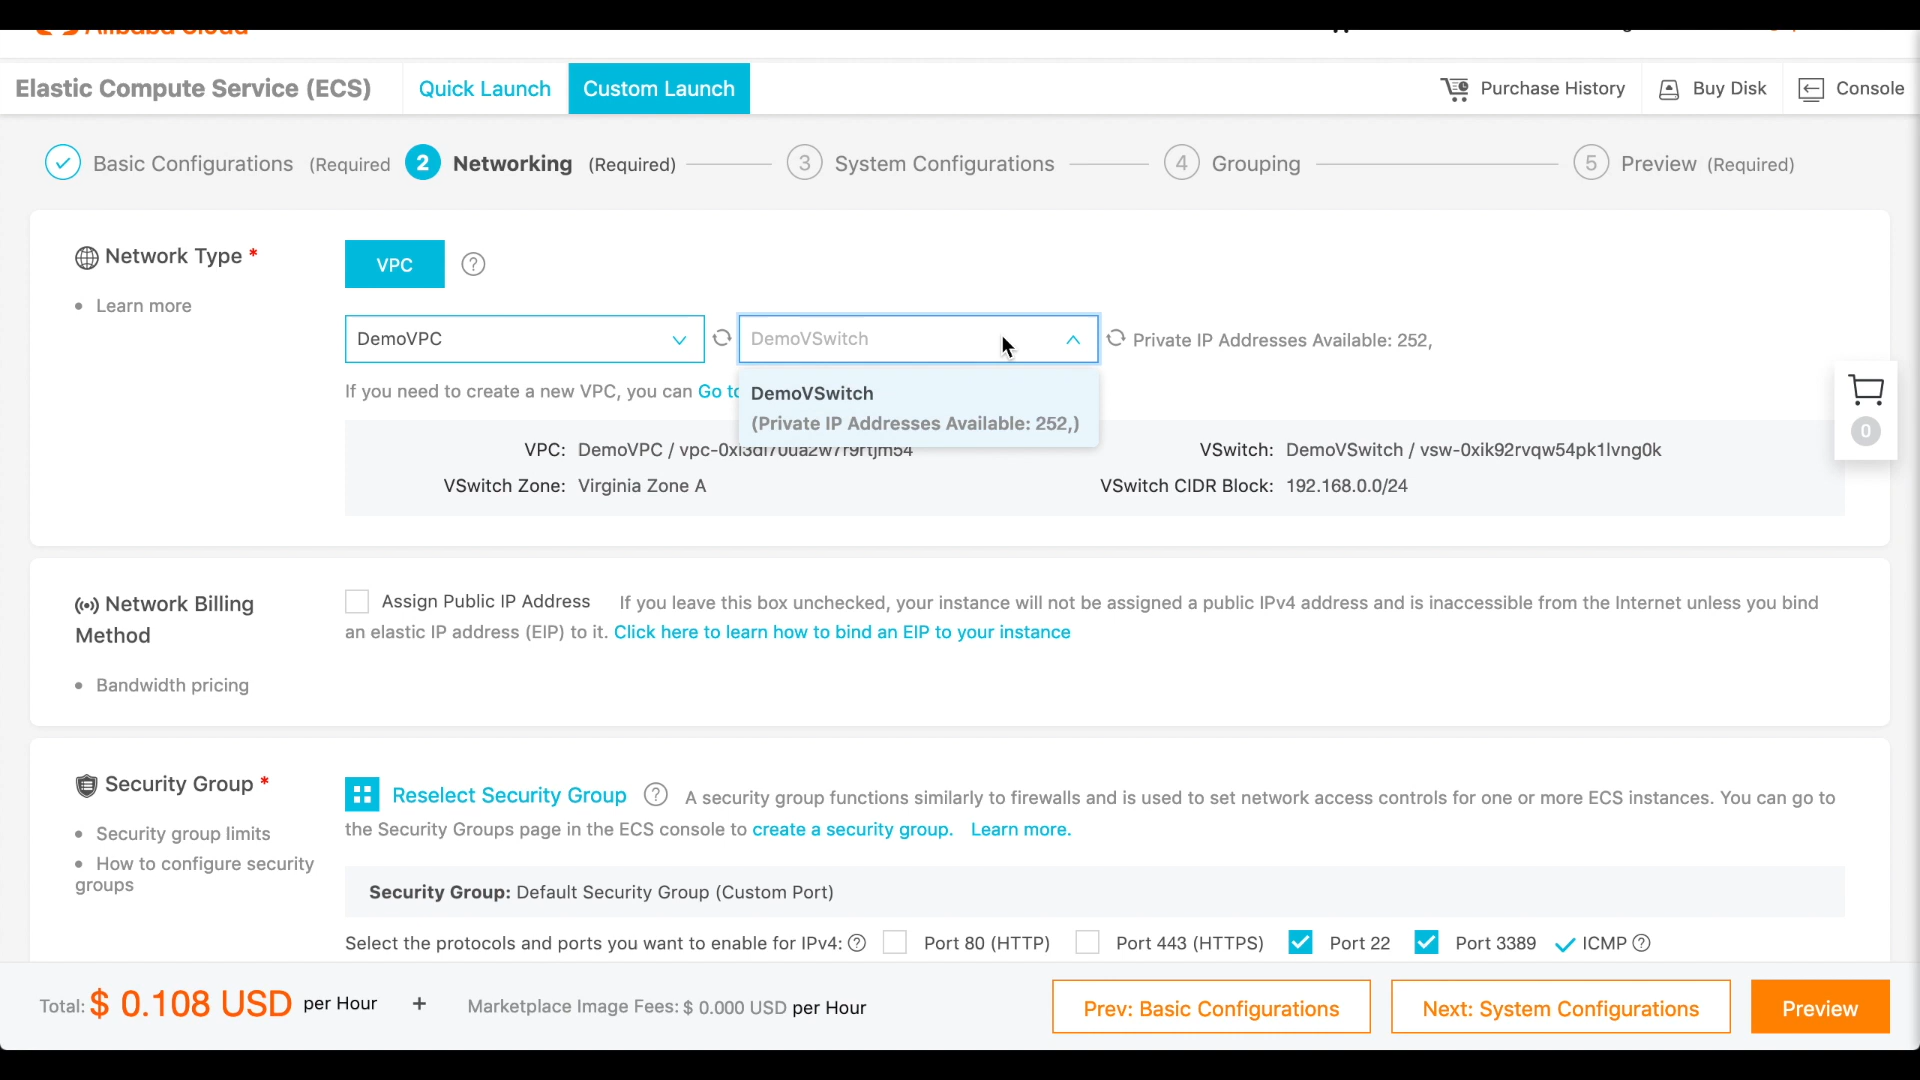 Alibaba Cloud
Elastic Compute Service (ECS) Quick Launch Custom Launch Purchase History Buy Disk Console
Basic Configurations (Required 2 Networking (Required) 3 System Configurations 4 Grouping 5 Preview (Required)
Network Type * VPC ?
• Learn more
DemoVPC DemoVSwitch Private IP Addresses Available: 252,
If you need to create a new VPC, you can Go to
DemoVSwitch
(Private IP Addresses Available: 252,)
VPC: DemoVPC / VSwitch: DemoVSwitch / vsw-0xik92rvqw54pk1lvng0k
VSwitch Zone: Virginia Zone A VSwitch CIDR Block: 192.168.0.0/24
0
Network Billing
Method
• Bandwidth pricing
Assign Public IP Address If you leave this box unchecked, your instance will not be assigned a public IPv4 address and is inaccessible from the Internet unless you bind
an elastic IP address (EIP) to it. Click here to learn how to bind an EIP to your instance
Security Group *
• Security group limits
• How to configure security
groups
Reselect Security Group ? A security group functions similarly to firewalls and is used to set network access controls for one or more ECS instances. You can go to
the Security Groups page in the ECS console to create a security group. Learn more.
Security Group: Default Security Group (Custom Port)
Select the protocols and ports you want to enable for IPv4: ? Port 80 (HTTP) Port 443 (HTTPS) Port 22 Port 3389 ICMP ?
Total: $ 0.108 USD per Hour + Marketplace Image Fees: $ 0.000 USD per Hour Prev: Basic Configurations Next: System Configurations Preview